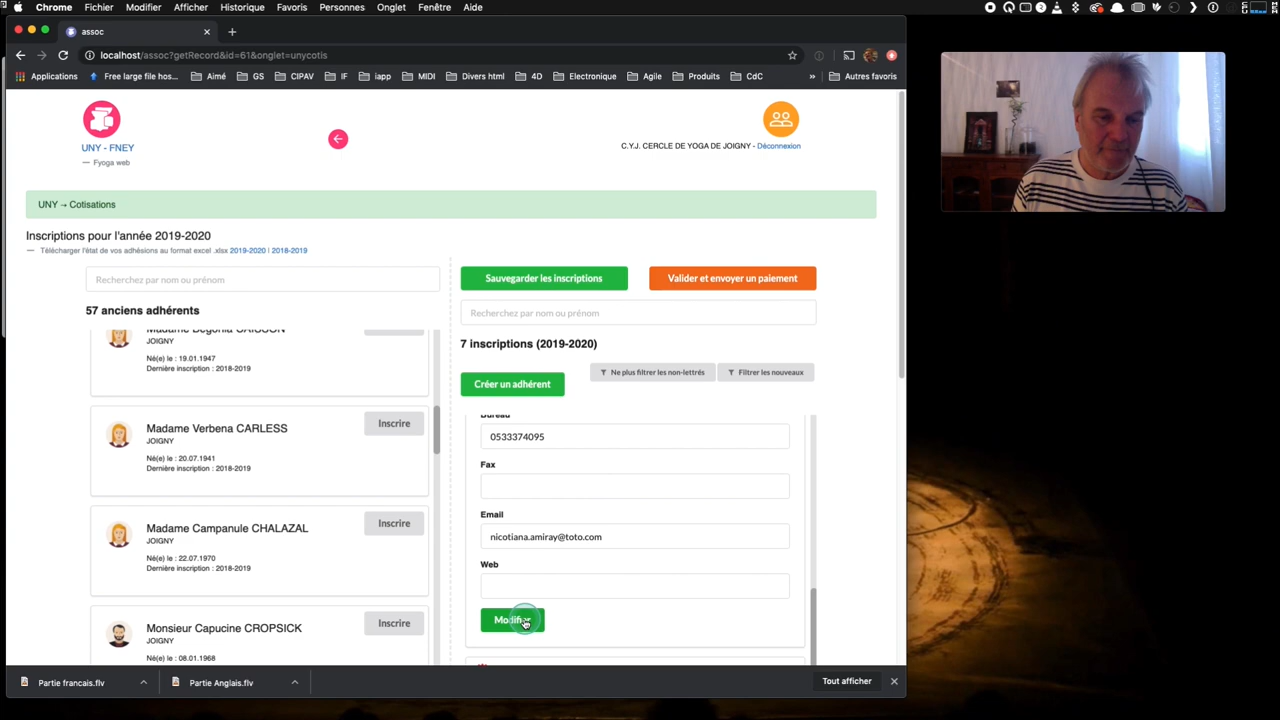 Chrome Fichier Modifier Afficher Historique Favoris Personnes Onglet Fenêtre Aide
assoc
localhost/assoc?getRecord&id=61&onglet=unycotis
Applications Free large file hos... Aimé GS CIPAV IF iapp MIDI Divers html 4D Electronique Agile Produits CdC » Autres favoris
UNY - FNEY
— Fyoga web
C.Y.J. CERCLE DE YOGA DE JOIGNY - Déconnexion
UNY → Cotisations
Inscriptions pour l'année 2019-2020
— Télécharger l'état de vos adhésions au format excel .xlsx 2019-2020 | 2018-2019
Recherchez par nom ou prénom
57 anciens adhérents
Madame Begonia CAISSON
JOIGNY
Né(e) le : 19.01.1947
Dernière inscription : 2018-2019
Madame Verbena CARLESS
JOIGNY
Né(e) le : 20.07.1941
Dernière inscription : 2018-2019
Inscrire
Madame Campanule CHALAZAL
JOIGNY
Né(e) le : 22.07.1970
Dernière inscription : 2018-2019
Inscrire
Monsieur Capucine CROPSICK
JOIGNY
Né(e) le : 08.01.1968
Inscrire
Sauvegarder les inscriptions
Valider et envoyer un paiement
Recherchez par nom ou prénom
7 inscriptions (2019-2020)
Ne plus filtrer les non-lettrés
Filtrer les nouveaux
Créer un adhérent
Bureau
0533374095
Fax
Email
nicotiana.amiray@toto.com
Web
Modifier
Partie francais.flv
Partie Anglais.flv
Tout afficher